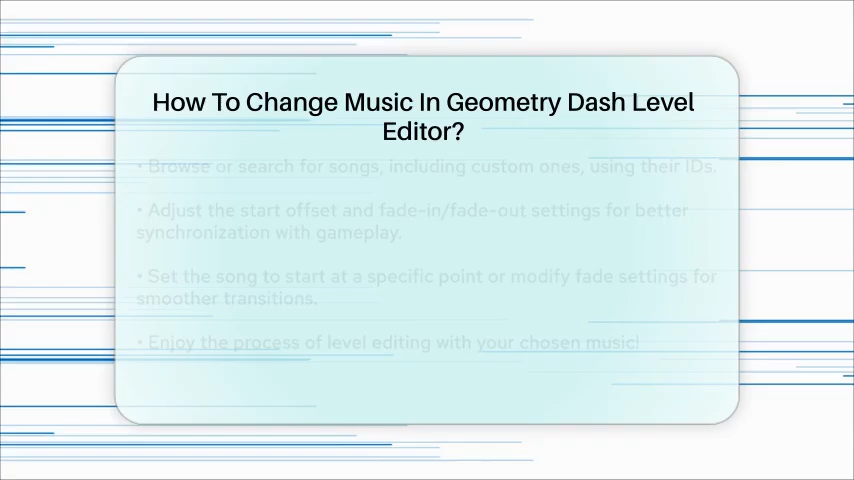 How To Change Music In Geometry Dash Level
Editor?
• Browse or search for songs, including custom ones, using their IDs.
• Adjust the start offset and fade-in/fade-out settings for better
synchronization with gameplay.
• Set the song to start at a specific point or modify fade settings for
smoother transitions.
• Enjoy the process of level editing with your chosen music!